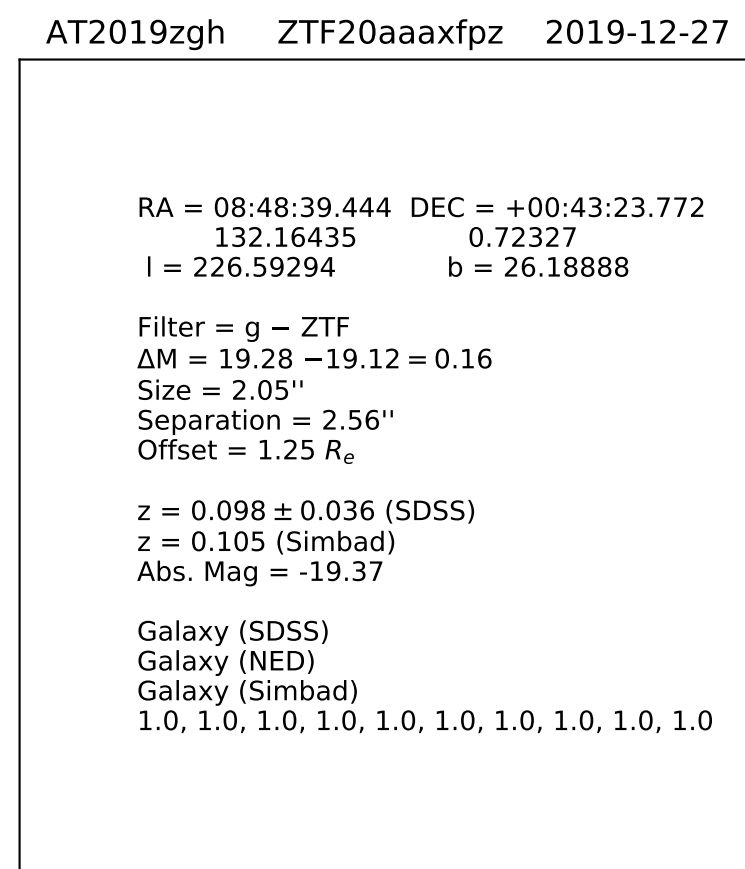 AT2019zgh ZTF20aaaxfpz 2019-12-27
RA = 08:48:39.444 DEC = +00:43:23.772
132.16435 0.72327
l = 226.59294 b = 26.18888
Filter = g − ZTF
ΔM = 19.28 −19.12 = 0.16
Size = 2.05''
Separation = 2.56''
Offset = 1.25 Rₑ
z = 0.098 ± 0.036 (SDSS)
z = 0.105 (Simbad)
Abs. Mag = -19.37
Galaxy (SDSS)
Galaxy (NED)
Galaxy (Simbad)
1.0, 1.0, 1.0, 1.0, 1.0, 1.0, 1.0, 1.0, 1.0, 1.0